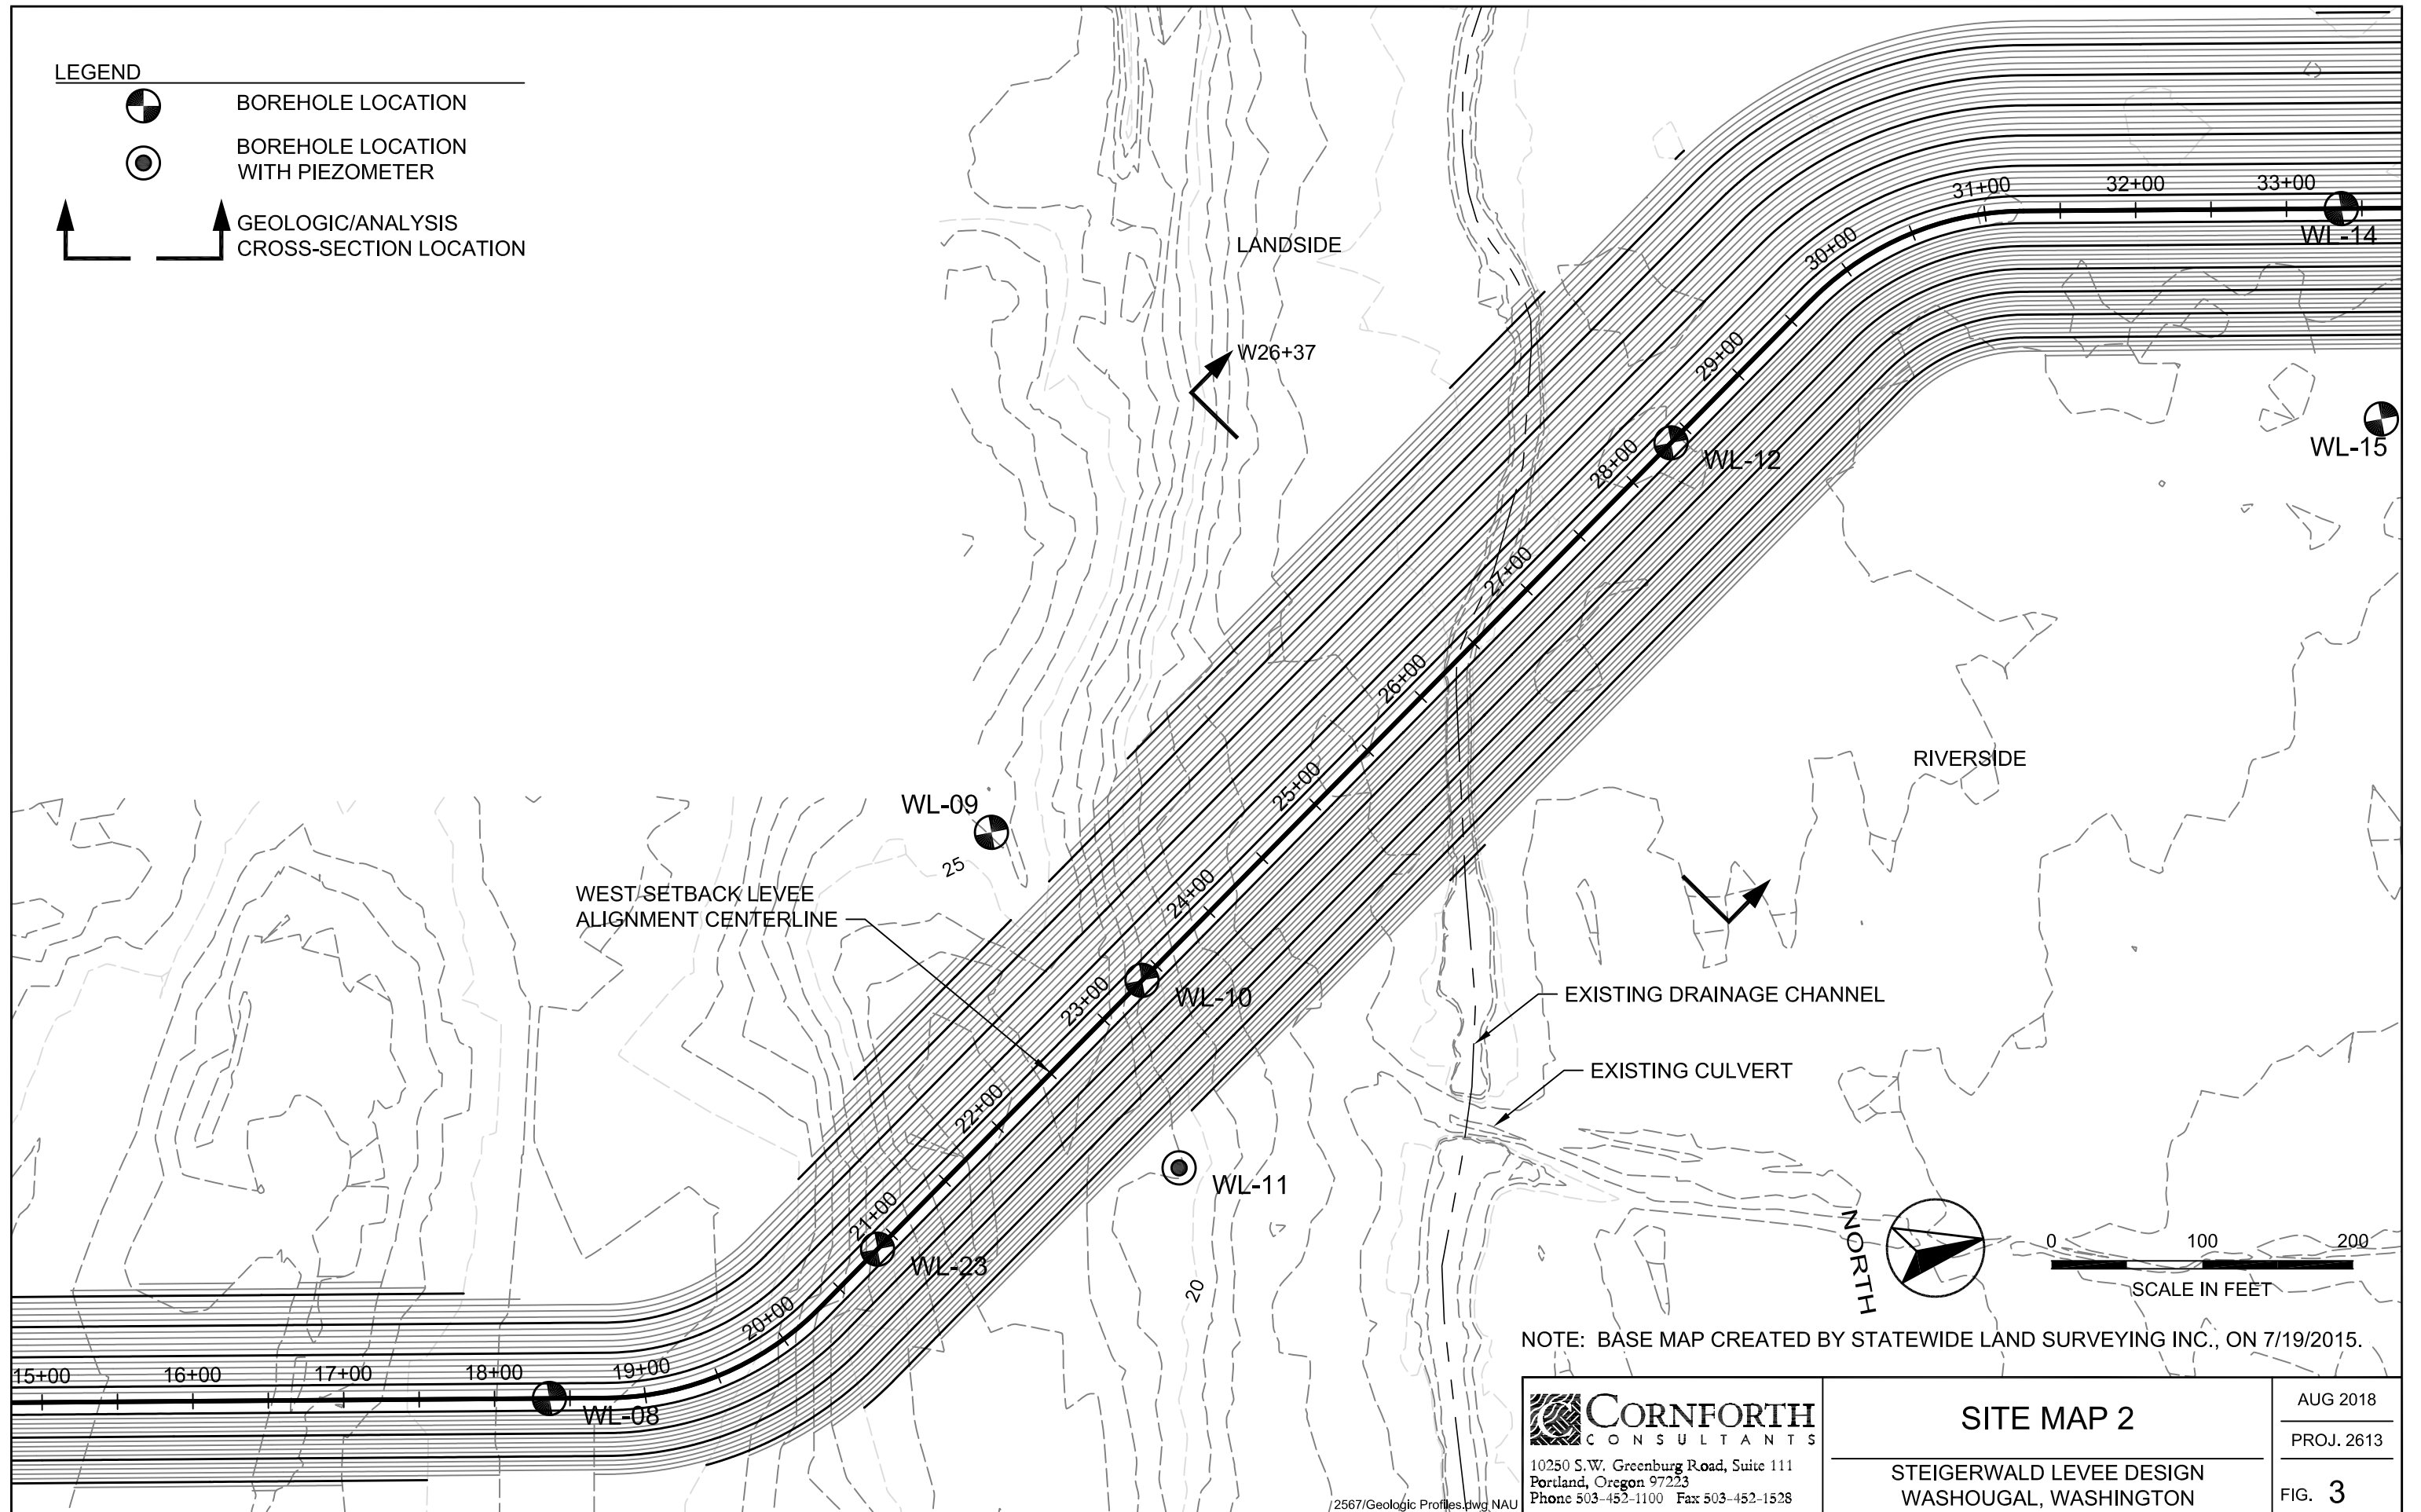 LEGEND
BOREHOLE LOCATION
BOREHOLE LOCATION
WITH PIEZOMETER
GEOLOGIC/ANALYSIS
CROSS-SECTION LOCATION
LANDSIDE
W26+37
31+00
32+00
33+00
WL-14
30+00
29+00
WL-15
28+00
WL-12
27+00
26+00
RIVERSIDE
25+00
WL-09
25
24+00
WEST SETBACK LEVEE
ALIGNMENT CENTERLINE
23+00
WL-10
EXISTING DRAINAGE CHANNEL
EXISTING CULVERT
22+00
WL-11
21+00
WL-23
20
20+00
15+00
16+00
17+00
18+00
19+00
WL-08
NORTH
0
100
200
SCALE IN FEET
NOTE: BASE MAP CREATED BY STATEWIDE LAND SURVEYING INC., ON 7/19/2015.
CORNFORTH
CONSULTANTS
10250 S.W. Greenburg Road, Suite 111
Portland, Oregon 97223
Phone 503-452-1100 Fax 503-452-1528
SITE MAP 2
STEIGERWALD LEVEE DESIGN
WASHOUGAL, WASHINGTON
AUG 2018
PROJ. 2613
FIG. 3
2567/Geologic Profiles.dwg NAU